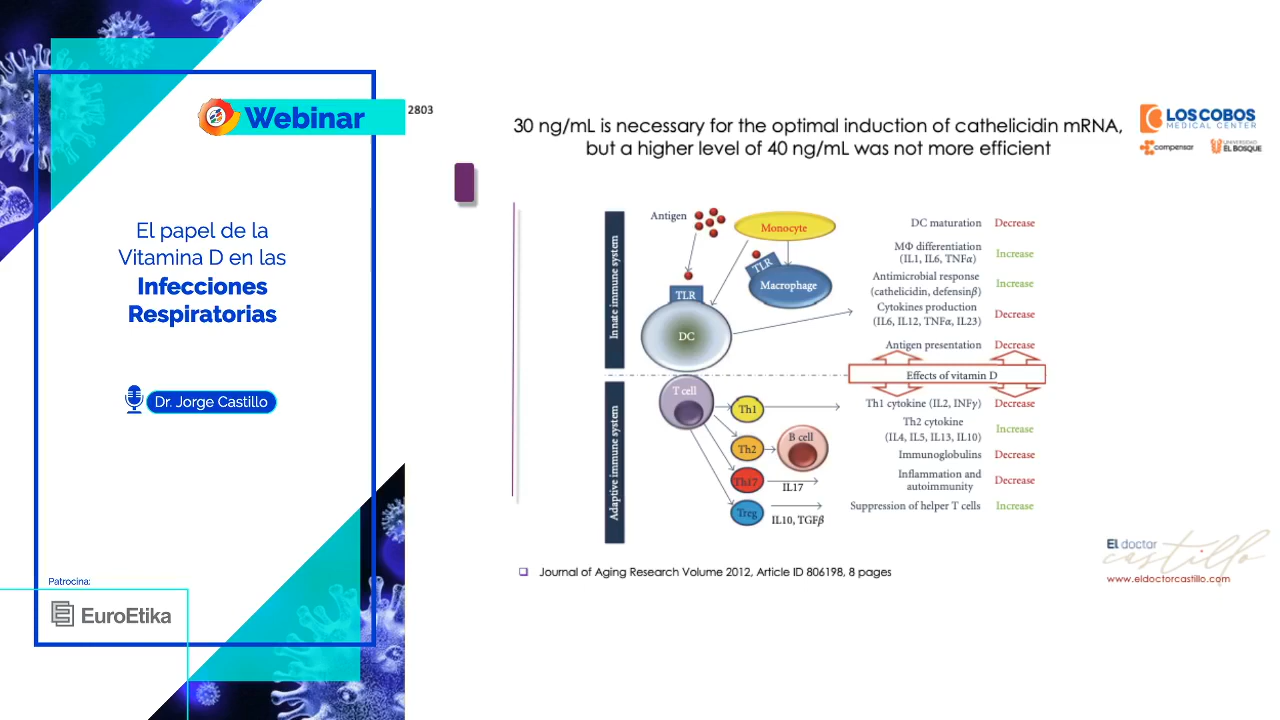 Webinar
El papel de la
Vitamina D en las
Infecciones
Respiratorias
Dr. Jorge Castillo
Patrocina:
EuroEtika
2803
30 ng/mL is necessary for the optimal induction of cathelicidin mRNA,
but a higher level of 40 ng/mL was not more efficient
LOS COBOS
MEDICAL CENTER
compensar
UNIVERSIDAD
EL BOSQUE
Innate immune system
Antigen
Monocyte
TLR
TLR
Macrophage
DC
DC maturation Decrease
MΦ differentiation
(IL1, IL6, TNFα) Increase
Antimicrobial response
(cathelicidin, defensinβ) Increase
Cytokines production
(IL6, IL12, TNFα, IL23) Decrease
Antigen presentation Decrease
Effects of vitamin D
Adaptive immune system
T cell
Th1
Th2
B cell
Th17
IL17
Treg
IL10, TGFβ
Th1 cytokine (IL2, INFγ) Decrease
Th2 cytokine
(IL4, IL5, IL13, IL10) Increase
Immunoglobulins Decrease
Inflammation and
autoimmunity Decrease
Suppression of helper T cells Increase
Journal of Aging Research Volume 2012, Article ID 806198, 8 pages
El doctor
castillo
www.eldoctorcastillo.com